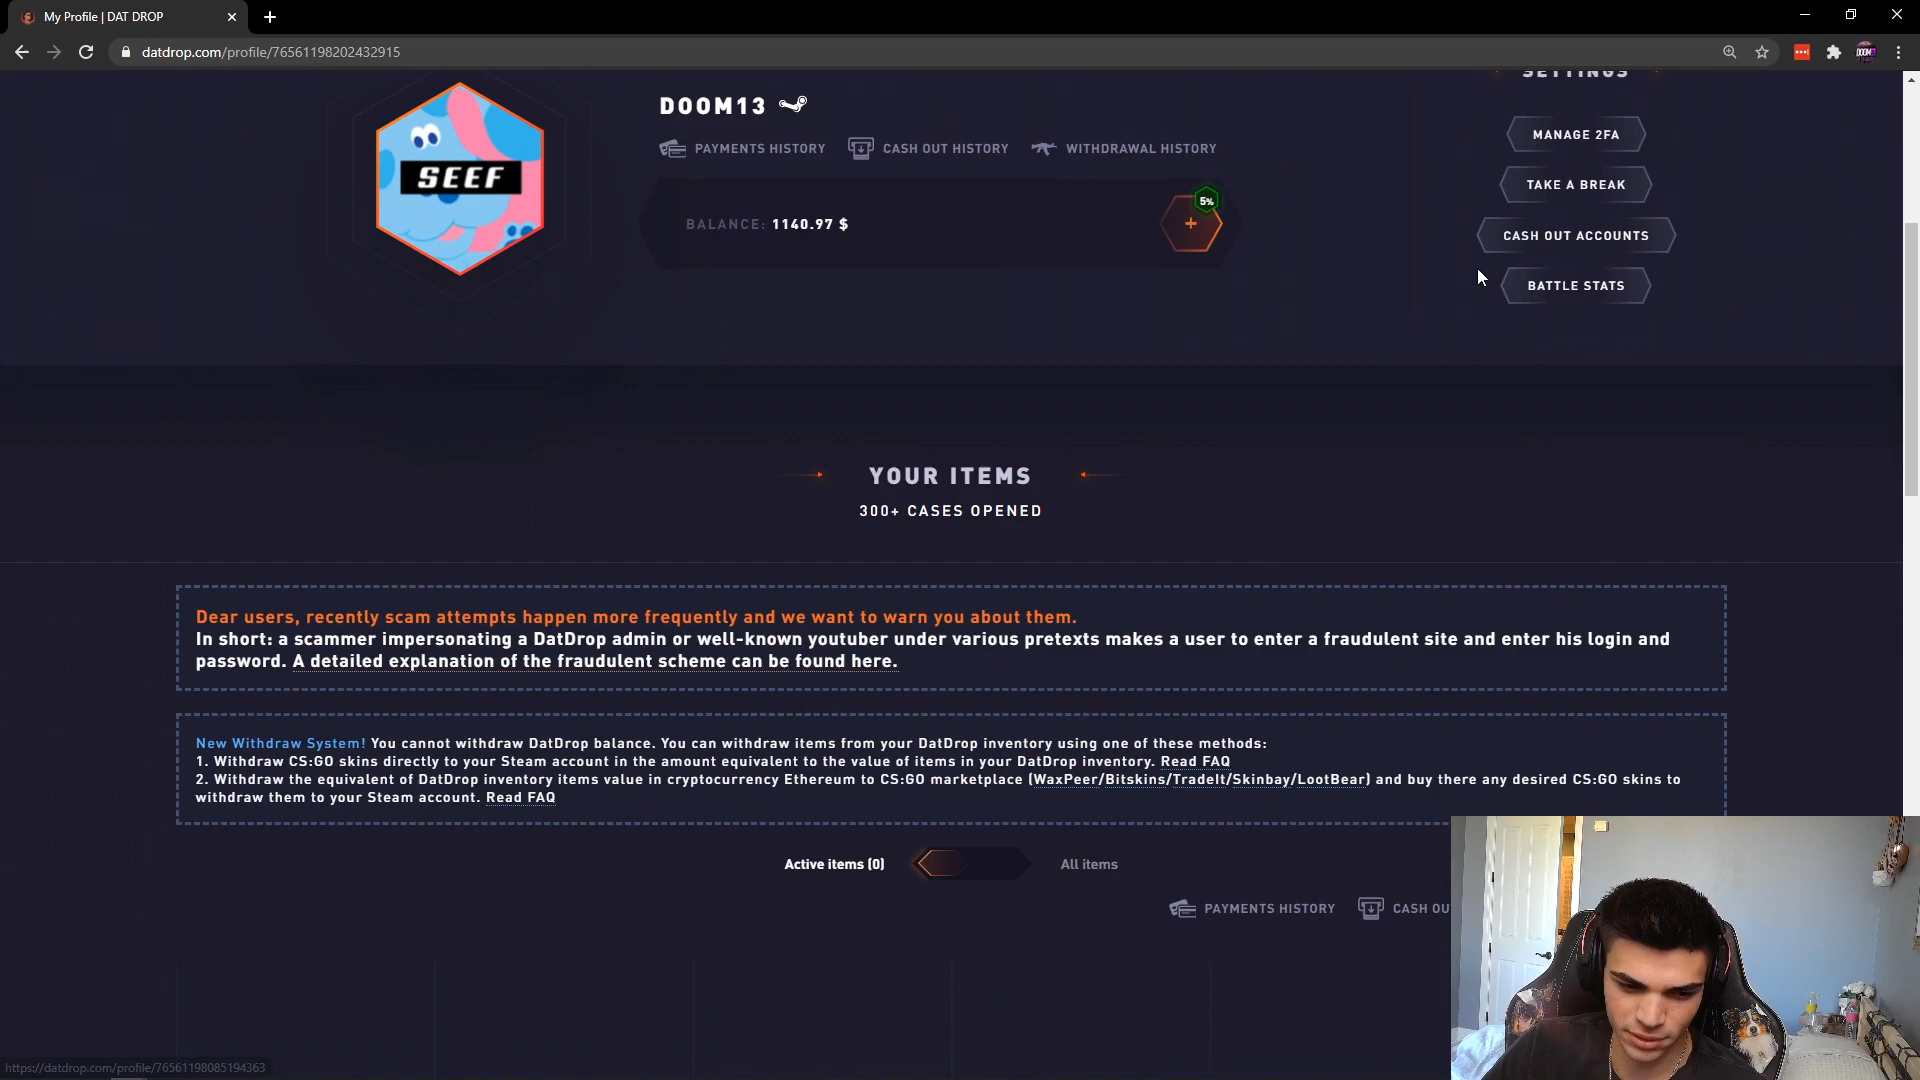 My Profile | DAT DROP
datdrop.com/profile/76561198202432915
SETTINGS
DOOM13
PAYMENTS HISTORY
CASH OUT HISTORY
WITHDRAWAL HISTORY
SEEF
BALANCE: 1140.97 $
5%
+
MANAGE 2FA
TAKE A BREAK
CASH OUT ACCOUNTS
BATTLE STATS
YOUR ITEMS
300+ CASES OPENED
Dear users, recently scam attempts happen more frequently and we want to warn you about them.
In short: a scammer impersonating a DatDrop admin or well-known youtuber under various pretexts makes a user to enter a fraudulent site and enter his login and
password. A detailed explanation of the fraudulent scheme can be found here.
New Withdraw System! You cannot withdraw DatDrop balance. You can withdraw items from your DatDrop inventory using one of these methods:
1. Withdraw CS:GO skins directly to your Steam account in the amount equivalent to the value of items in your DatDrop inventory. Read FAQ
2. Withdraw the equivalent of DatDrop inventory items value in cryptocurrency Ethereum to CS:GO marketplace (WaxPeer/Bitskins/TradeIt/Skinbay/LootBear) and buy there any desired CS:GO skins to
withdraw them to your Steam account. Read FAQ
Active items (0)
All items
PAYMENTS HISTORY
CASH OU
https://datdrop.com/profile/76561198085194363